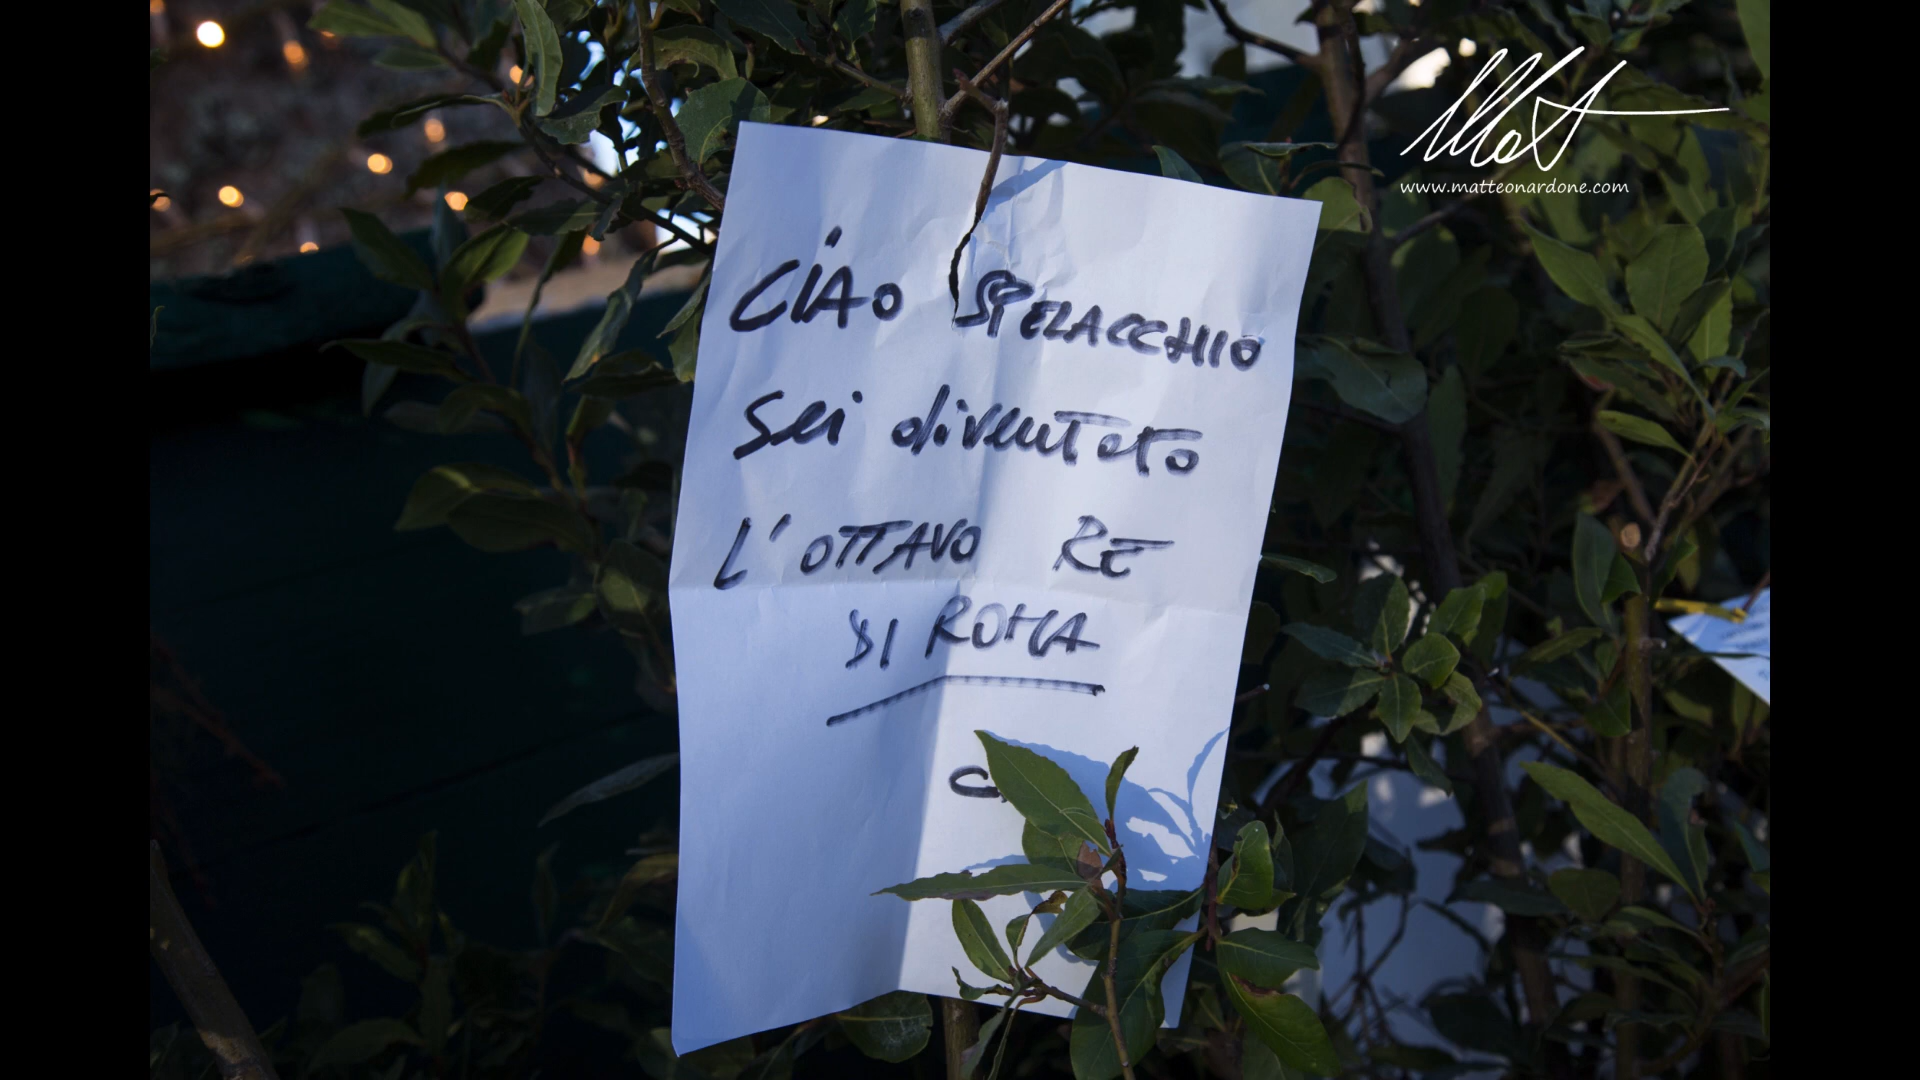 www.matteonardone.com
CIAO SPELACCHIO
sei diventato
L'OTTAVO RE
DI ROMA